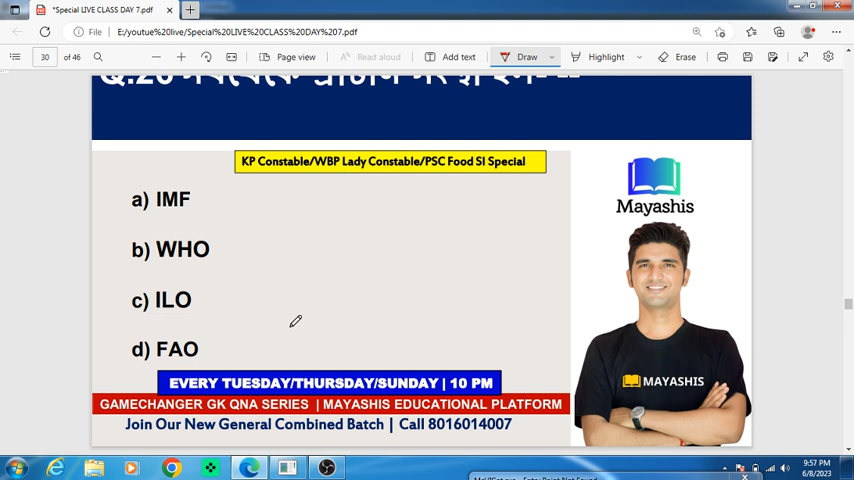 *Special LIVE CLASS DAY 7.pdf
File
E:/youtue%20live/Special%20LIVE%20CLASS%20DAY%207.pdf
30 of 46
Page view
Read aloud
Add text
Draw
Highlight
Erase
KP Constable/WBP Lady Constable/PSC Food SI Special
a) IMF
b) WHO
c) ILO
d) FAO
Mayashis
MAYASHIS
EVERY TUESDAY/THURSDAY/SUNDAY | 10 PM
GAMECHANGER GK QNA SERIES | MAYASHIS EDUCATIONAL PLATFORM
Join Our New General Combined Batch | Call 8016014007
9:57 PM
6/8/2023